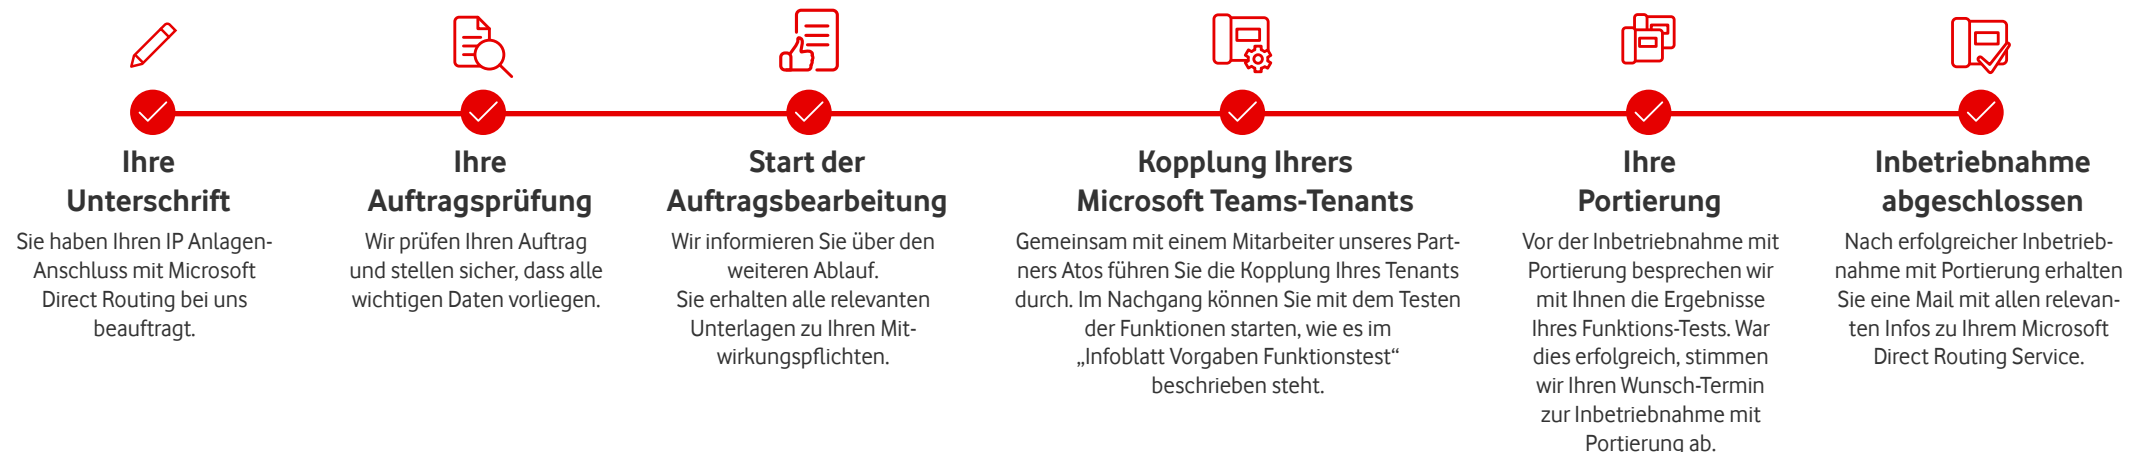 Ihre
Unterschrift
Sie haben Ihren IP Anlagen-
Anschluss mit Microsoft
Direct Routing bei uns
beauftragt.
Ihre
Auftragsprüfung
Wir prüfen Ihren Auftrag
und stellen sicher, dass alle
wichtigen Daten vorliegen.
Start der
Auftragsbearbeitung
Wir informieren Sie über den
weiteren Ablauf.
Sie erhalten alle relevanten
Unterlagen zu Ihren Mit-
wirkungspflichten.
Kopplung Ihrers
Microsoft Teams-Tenants
Gemeinsam mit einem Mitarbeiter unseres Part-
ners Atos führen Sie die Kopplung Ihres Tenants
durch. Im Nachgang können Sie mit dem Testen
der Funktionen starten, wie es im
„Infoblatt Vorgaben Funktionstest“
beschrieben steht.
Ihre
Portierung
Vor der Inbetriebnahme mit
Portierung besprechen wir
mit Ihnen die Ergebnisse
Ihres Funktions-Tests. War
dies erfolgreich, stimmen
wir Ihren Wunsch-Termin
zur Inbetriebnahme mit
Portierung ab.
Inbetriebnahme
abgeschlossen
Nach erfolgreicher Inbetrieb-
nahme mit Portierung erhalten
Sie eine Mail mit allen relevan-
ten Infos zu Ihrem Microsoft
Direct Routing Service.